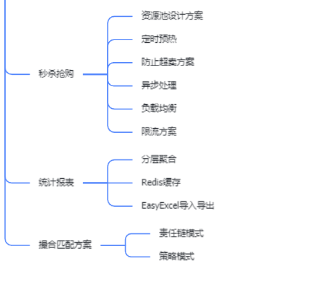 资源池设计方案
定时预热
防止超卖方案
秒杀抢购
异步处理
负载均衡
限流方案
分层聚合
统计报表
Redis缓存
EasyExcel导入导出
责任链模式
撮合匹配方案
策略模式